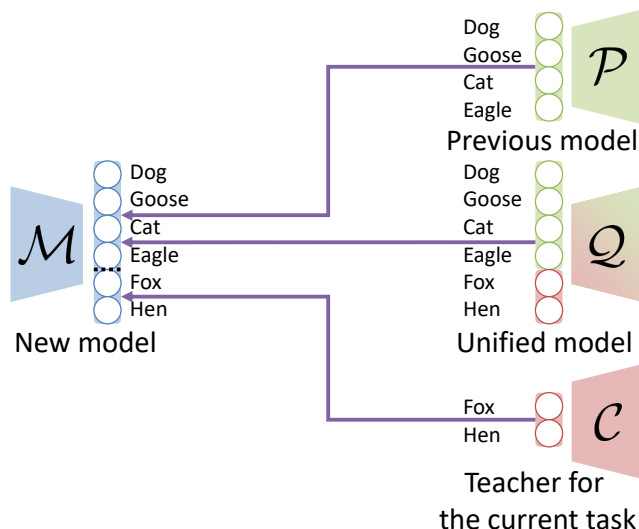 Dog
Goose
Cat
Eagle
𝒫
Previous model
ℳ
Dog
Goose
Cat
Eagle
Fox
Hen
New model
Dog
Goose
Cat
Eagle
Fox
Hen
𝒬
Unified model
Fox
Hen
𝒞
Teacher for
the current task